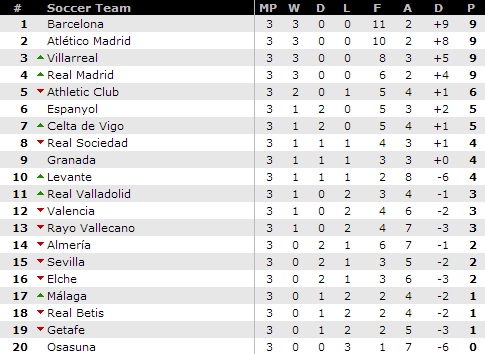 # Soccer Team MP W D L F A D P
1 Barcelona 3 3 0 0 11 2 +9 9
2 Atlético Madrid 3 3 0 0 10 2 +8 9
3 Villarreal 3 3 0 0 8 3 +5 9
4 Real Madrid 3 3 0 0 6 2 +4 9
5 Athletic Club 3 2 0 1 5 4 +1 6
6 Espanyol 3 1 2 0 5 3 +2 5
7 Celta de Vigo 3 1 2 0 5 4 +1 5
8 Real Sociedad 3 1 1 1 4 3 +1 4
9 Granada 3 1 1 1 3 3 +0 4
10 Levante 3 1 1 1 2 8 -6 4
11 Real Valladolid 3 1 0 2 3 4 -1 3
12 Valencia 3 1 0 2 4 6 -2 3
13 Rayo Vallecano 3 1 0 2 4 7 -3 3
14 Almería 3 0 2 1 6 7 -1 2
15 Sevilla 3 0 2 1 3 5 -2 2
16 Elche 3 0 2 1 3 6 -3 2
17 Málaga 3 0 1 2 2 4 -2 1
18 Real Betis 3 0 1 2 2 4 -2 1
19 Getafe 3 0 1 2 2 5 -3 1
20 Osasuna 3 0 0 3 1 7 -6 0